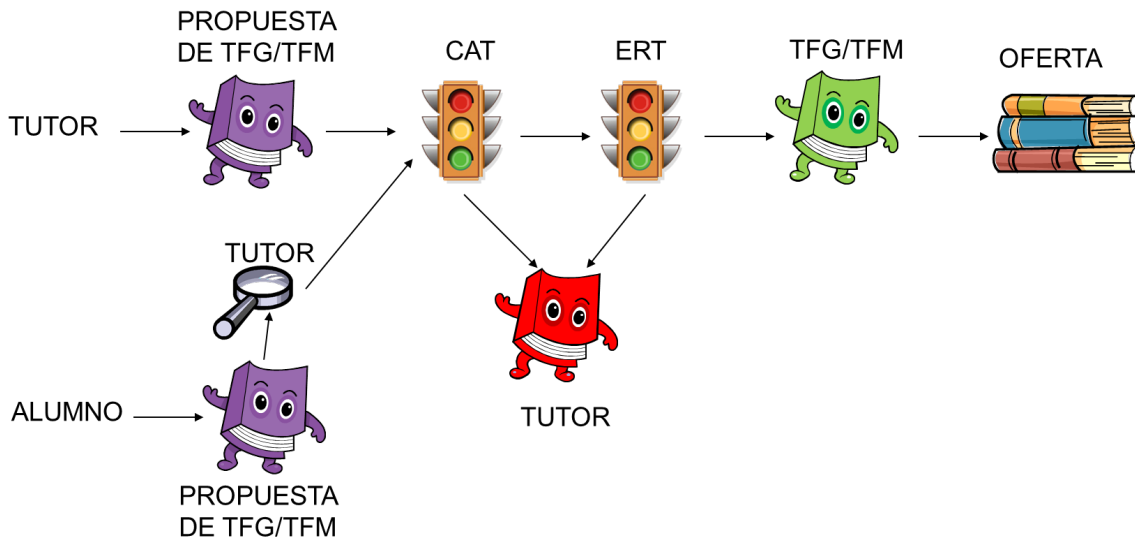 PROPUESTA
DE TFG/TFM
CAT
ERT
TFG/TFM
OFERTA
TUTOR
TUTOR
ALUMNO
TUTOR
PROPUESTA
DE TFG/TFM